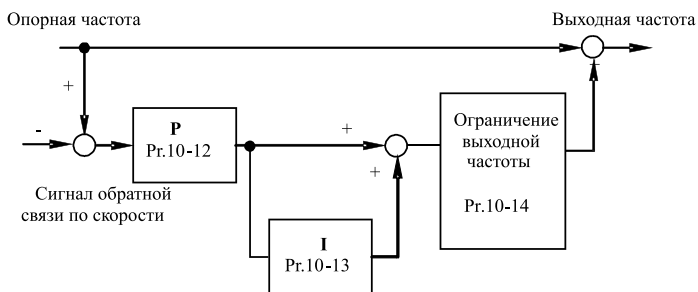 Опорная частота
Выходная частота
+
+
-
P
Pr.10-12
+
+
Ограничение
выходной
частоты
Pr.10-14
Сигнал обратной
связи по скорости
I
Pr.10-13